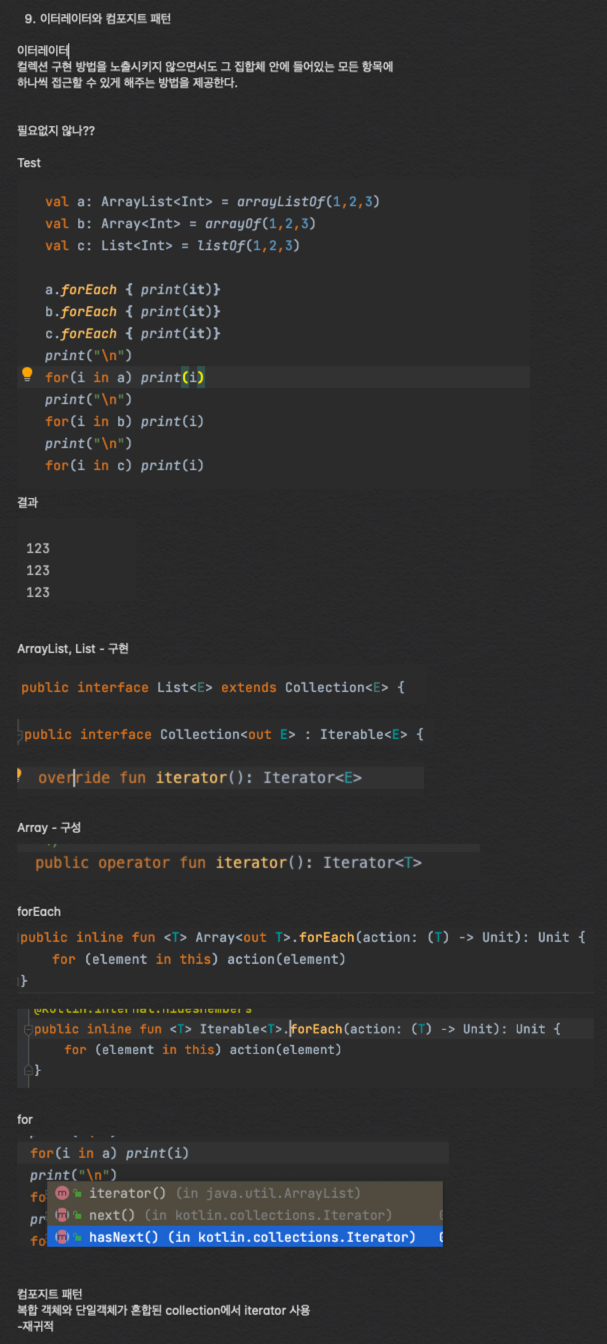 9. 이터레이터와 컴포지트 패턴
이터레이터
컬렉션 구현 방법을 노출시키지 않으면서도 그 집합체 안에 들어있는 모든 항목에
하나씩 접근할 수 있게 해주는 방법을 제공한다.
필요없지 않나??
Test
val a: ArrayList<Int> = arrayListOf(1,2,3)
val b: Array<Int> = arrayOf(1,2,3)
val c: List<Int> = listOf(1,2,3)
a.forEach { print(it)}
b.forEach { print(it)}
c.forEach { print(it)}
print("\n")
for(i in a) print(i)
print("\n")
for(i in b) print(i)
print("\n")
for(i in c) print(i)
결과
123
123
123
ArrayList, List - 구현
public interface List<E> extends Collection<E> {
public interface Collection<out E> : Iterable<E> {
override fun iterator(): Iterator<E>
Array - 구성
public operator fun iterator(): Iterator<T>
forEach
public inline fun <T> Array<out T>.forEach(action: (T) -> Unit): Unit {
for (element in this) action(element)
}
@kotlin.internal.HidesMembers
public inline fun <T> Iterable<T>.forEach(action: (T) -> Unit): Unit {
for (element in this) action(element)
}
for
for(i in a) print(i)
print("\n")
fo
iterator() (in java.util.ArrayList)
pr
next() (in kotlin.collections.Iterator)
fo
hasNext() (in kotlin.collections.Iterator)
컴포지트 패턴
복합 객체와 단일객체가 혼합된 collection에서 iterator 사용
-재귀적